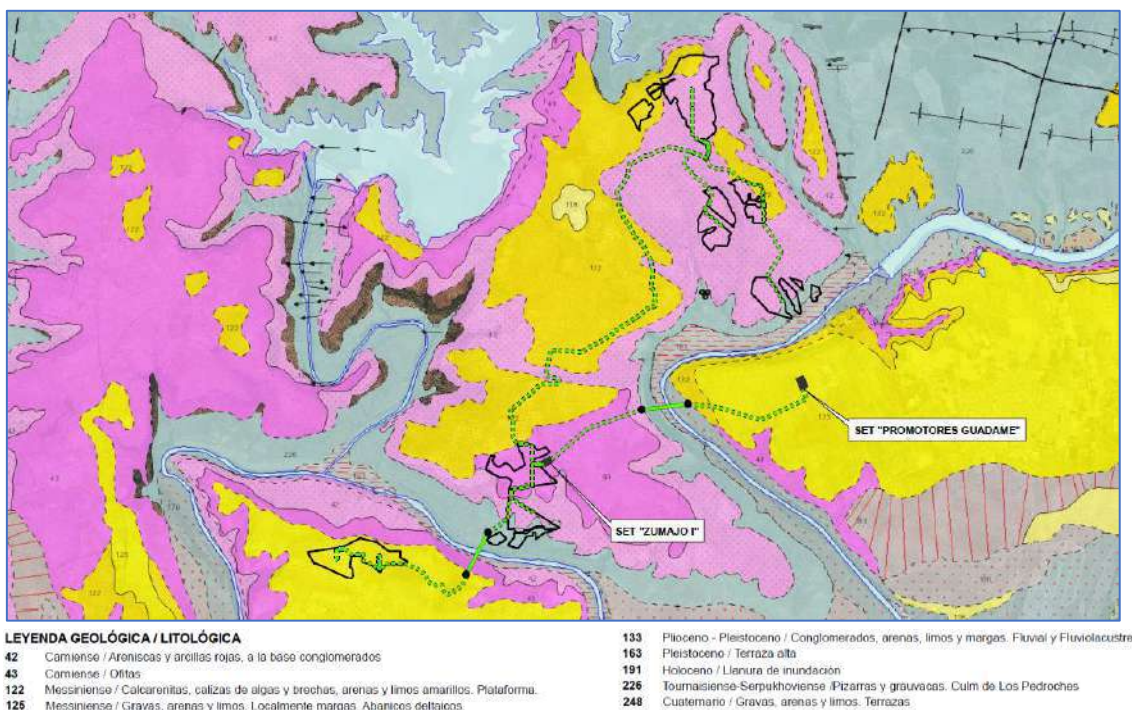 SET "PROMOTORES GUADAME"
SET "ZUMAJO I"
LEYENDA GEOLÓGICA / LITOLÓGICA
42 Carniense / Areniscas y arcillas rojas, a la base conglomerados
43 Carniense / Ofitas
122 Messiniense / Calcarenitas, calizas de algas y brechas, arenas y limos amarillos. Plataforma.
125 Messiniense / Gravas, arenas y limos. Localmente margas. Abanicos deltaicos.
133 Plioceno - Pleistoceno / Conglomerados, arenas, limos y margas. Fluvial y Fluviolacustre
163 Pleistoceno / Terraza alta
191 Holoceno / Llanura de inundación
226 Tournaisiense-Serpukhoviense /Pizarras y grauvacas. Culm de Los Pedroches
248 Cuaternario / Gravas, arenas y limos. Terrazas